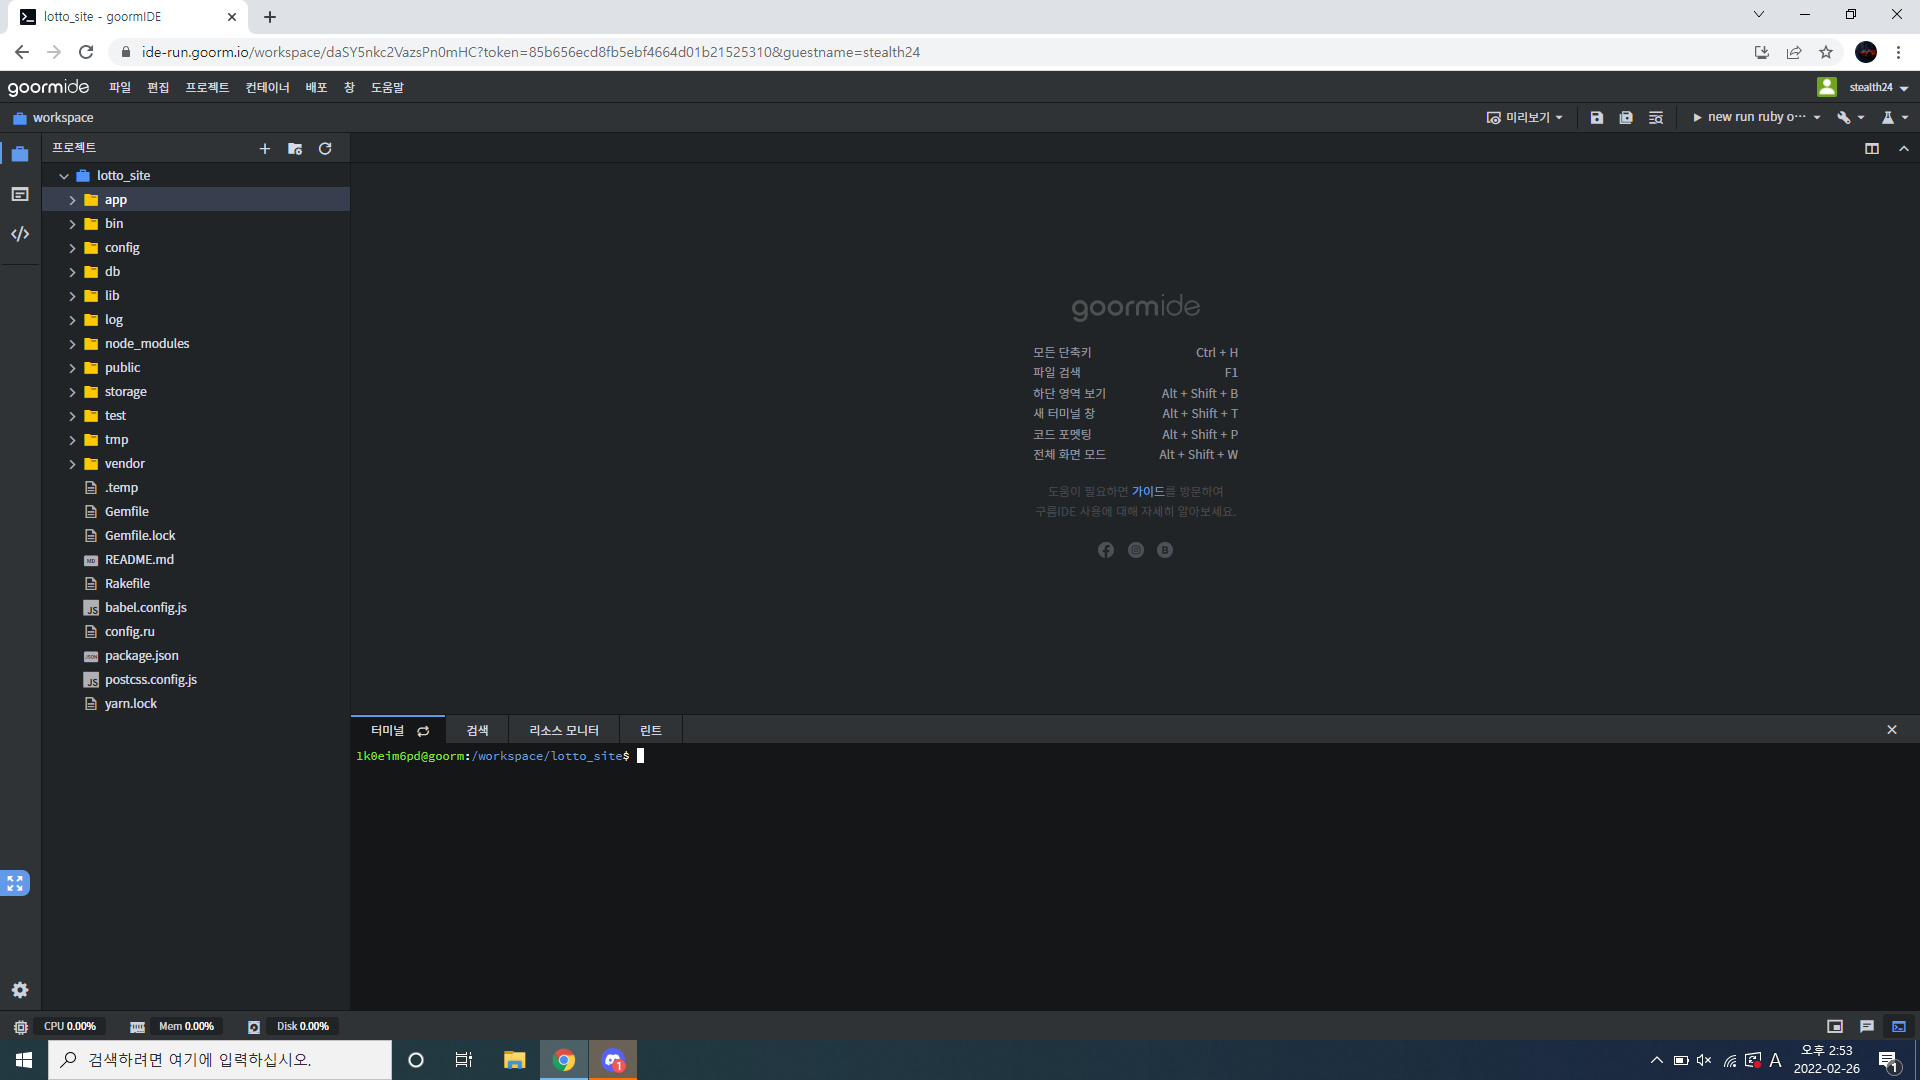 lotto_site - goormIDE
ide-run.goorm.io/workspace/daSY5nkc2VazsPn0mHC?token=85b656ecd8fb5ebf4664d01b21525310&guestname=stealth24
goormide 파일 편집 프로젝트 컨테이너 배포 창 도움말 stealth24
workspace 미리보기 new run ruby o···
프로젝트
lotto_site
app
bin
config
db
lib
log
node_modules
public
storage
test
tmp
vendor
.temp
Gemfile
Gemfile.lock
README.md
Rakefile
babel.config.js
config.ru
package.json
postcss.config.js
yarn.lock
goormide
모든 단축키 Ctrl + H
파일 검색 F1
하단 영역 보기 Alt + Shift + B
새 터미널 창 Alt + Shift + T
코드 포멧팅 Alt + Shift + P
전체 화면 모드 Alt + Shift + W
도움이 필요하면 가이드를 방문하여
구름IDE 사용에 대해 자세히 알아보세요.
터미널 검색 리소스 모니터 린트
lk0eim6pd@goorm:/workspace/lotto_site$
CPU 0.00% Mem 0.00% Disk 0.00%
검색하려면 여기에 입력하십시오.
1
A
오후 2:53
2022-02-26
1